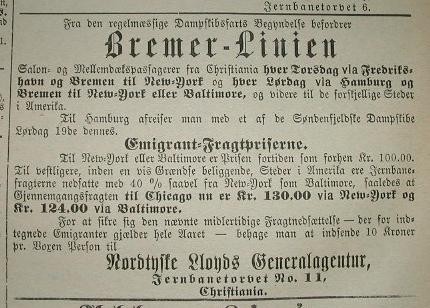 Jernbanetorvet 6.
Fra den regelmæssige Dampskibsfarts Begyndelse befordrer
Bremer-Linien
Salon- og Mellemdækspassagerer fra Christiania hver Torsdag via Fredriks-
havn og Bremen til New-York og hver Lørdag via Hamburg og
Bremen til New-York eller Baltimore, og videre til de forskjellige Steder
i Amerika.
Til Hamburg afreiser man med et af de Søndenfjeldske Dampskibe
Lørdag 19de dennes.
Emigrant-Fragtpriserne.
Til New-York eller Baltimore er Prisen fortiden som forhen Kr. 100.00.
Til vestligere, inden en vis Grændse beliggende, Steder i Amerika ere Jernbane-
fragterne nedsatte med 40 % saavel fra New-York som Baltimore, saaledes at
Gjennemgangsfragten til Chicago nu er Kr. 130.00 via New-York og
Kr. 124.00 via Baltimore.
For at sikre sig den nævnte midlertidige Fragtnedsættelse — der for ind-
tegnede Emigranter gjælder hele Aaret — behage man at indsende 10 Kroner
pr. Voxen Person til
Nordtyske Lloyds Generalagentur,
Jernbanetorvet No. 11,
Christiania.